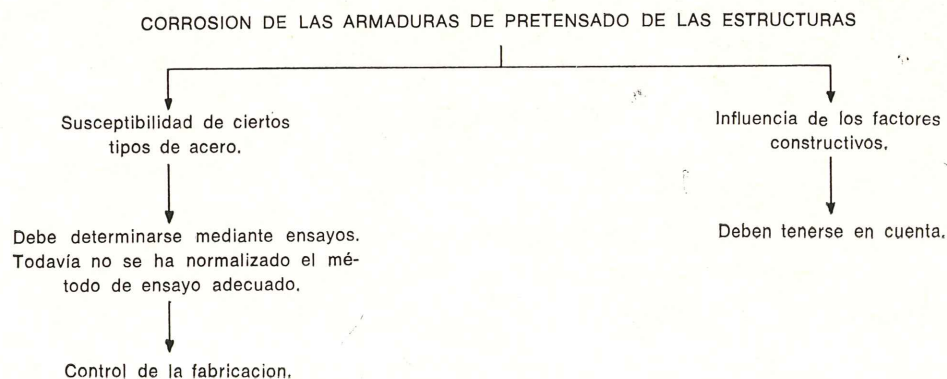 CORROSION DE LAS ARMADURAS DE PRETENSADO DE LAS ESTRUCTURAS
Susceptibilidad de ciertos
tipos de acero.
Debe determinarse mediante ensayos.
Todavía no se ha normalizado el mé-
todo de ensayo adecuado.
Control de la fabricacion.
Influencia de los factores
constructivos.
Deben tenerse en cuenta.